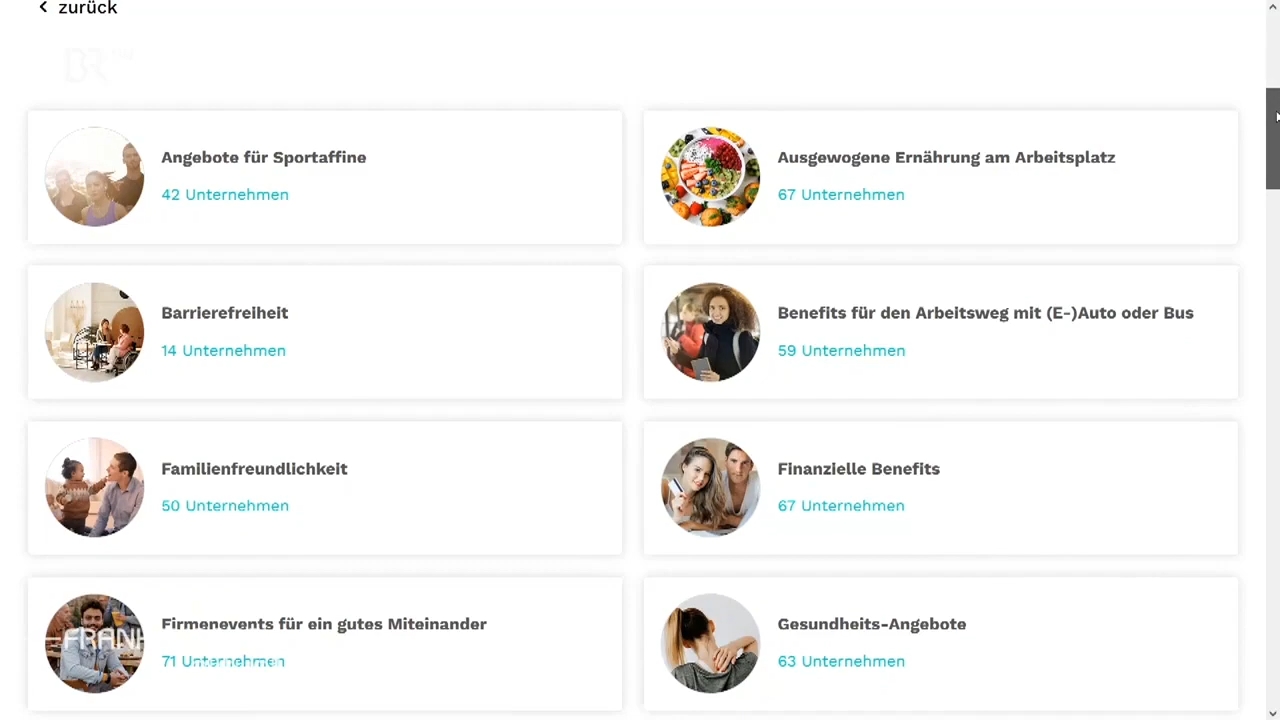 zurück
BR
Angebote für Sportaffine
42 Unternehmen
Ausgewogene Ernährung am Arbeitsplatz
67 Unternehmen
Barrierefreiheit
14 Unternehmen
Benefits für den Arbeitsweg mit (E-)Auto oder Bus
59 Unternehmen
Familienfreundlichkeit
50 Unternehmen
Finanzielle Benefits
67 Unternehmen
Firmenevents für ein gutes Miteinander
71 Unternehmen
Gesundheits-Angebote
63 Unternehmen